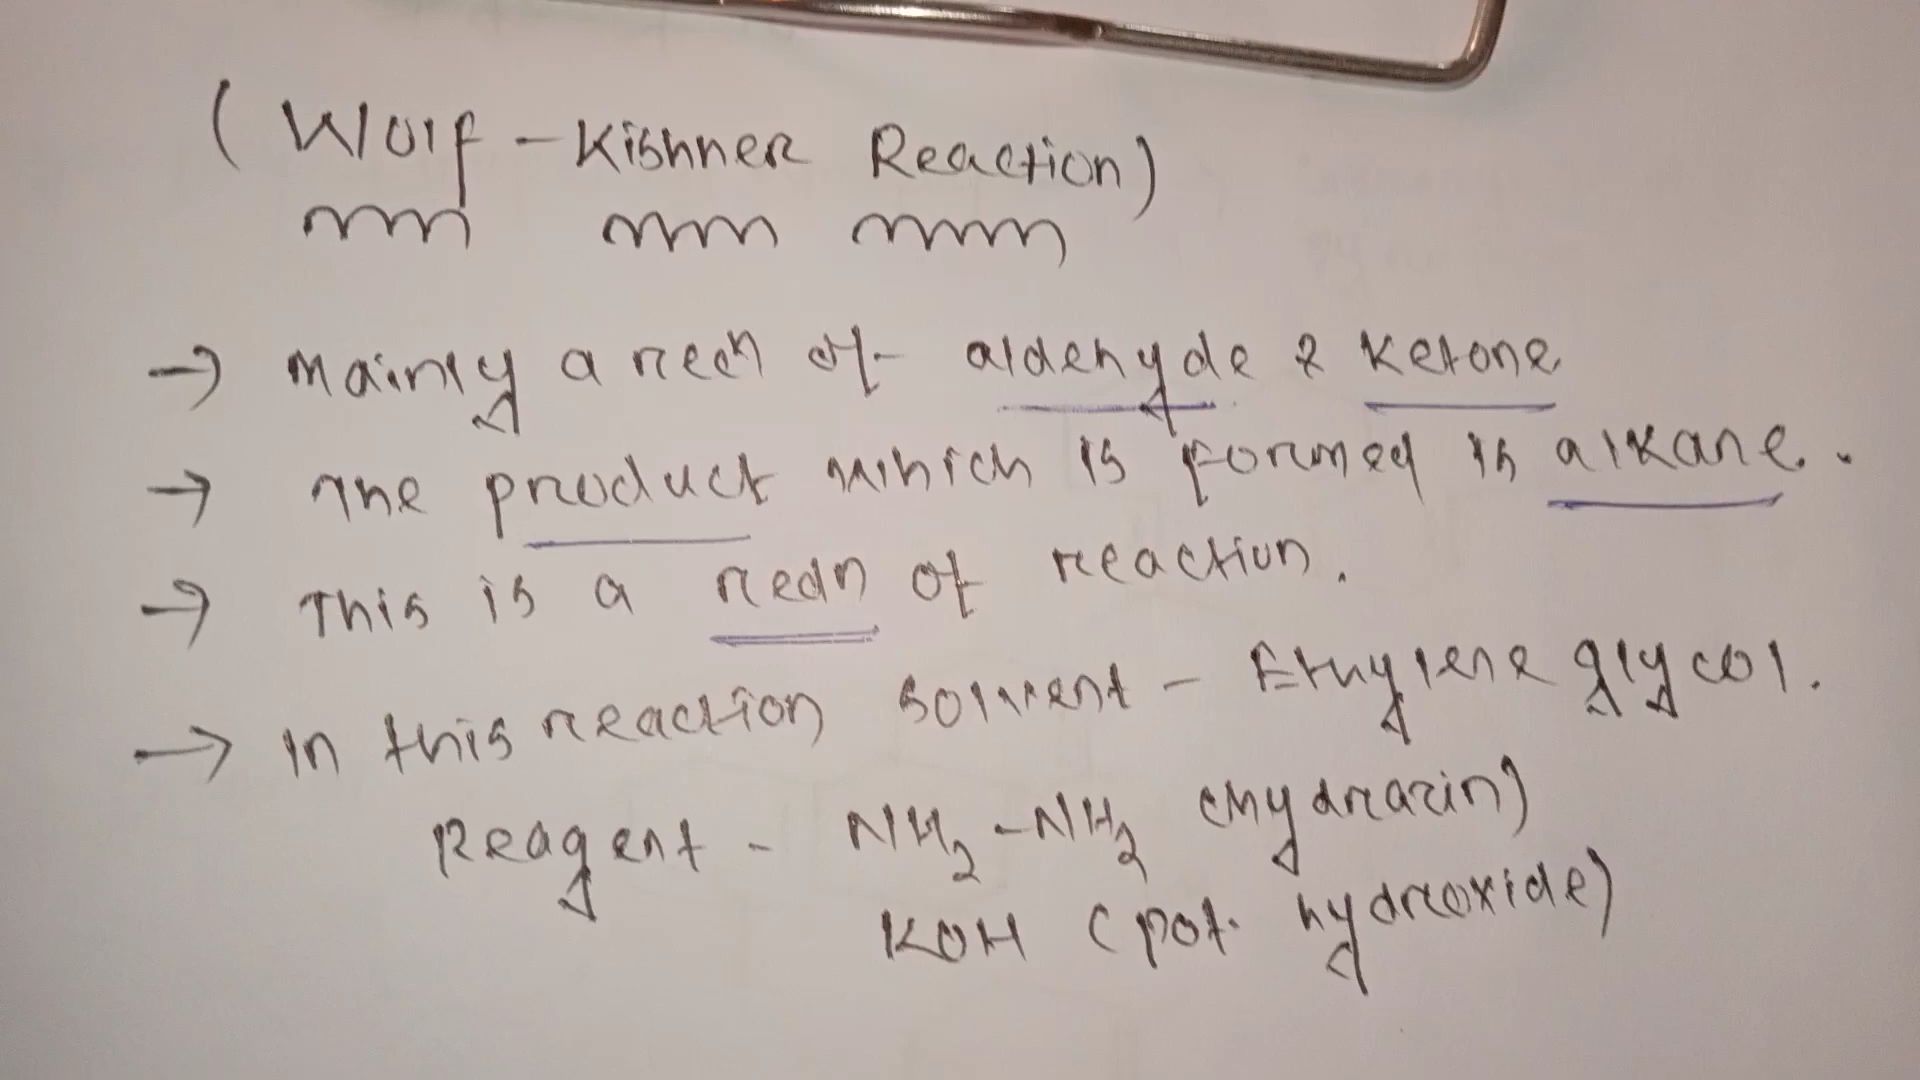 (Wolf-Kishner Reaction)
→ Mainly a recn of aldehyde & Ketone
→ The product which is formed is alkane.
→ This is a redn of reaction.
→ In this reaction solvent - Ethylene glycol.
Reagent - NH₂-NH₂ (hydrazin)
KOH (pot. hydroxide)